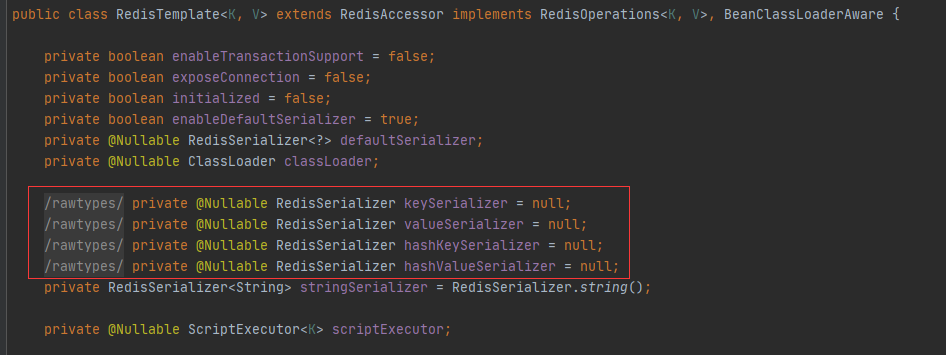 public class RedisTemplate<K, V> extends RedisAccessor implements RedisOperations<K, V>, BeanClassLoaderAware {
private boolean enableTransactionSupport = false;
private boolean exposeConnection = false;
private boolean initialized = false;
private boolean enableDefaultSerializer = true;
private @Nullable RedisSerializer<?> defaultSerializer;
private @Nullable ClassLoader classLoader;
/rawtypes/ private @Nullable RedisSerializer keySerializer = null;
/rawtypes/ private @Nullable RedisSerializer valueSerializer = null;
/rawtypes/ private @Nullable RedisSerializer hashKeySerializer = null;
/rawtypes/ private @Nullable RedisSerializer hashValueSerializer = null;
private RedisSerializer<String> stringSerializer = RedisSerializer.string();
private @Nullable ScriptExecutor<K> scriptExecutor;